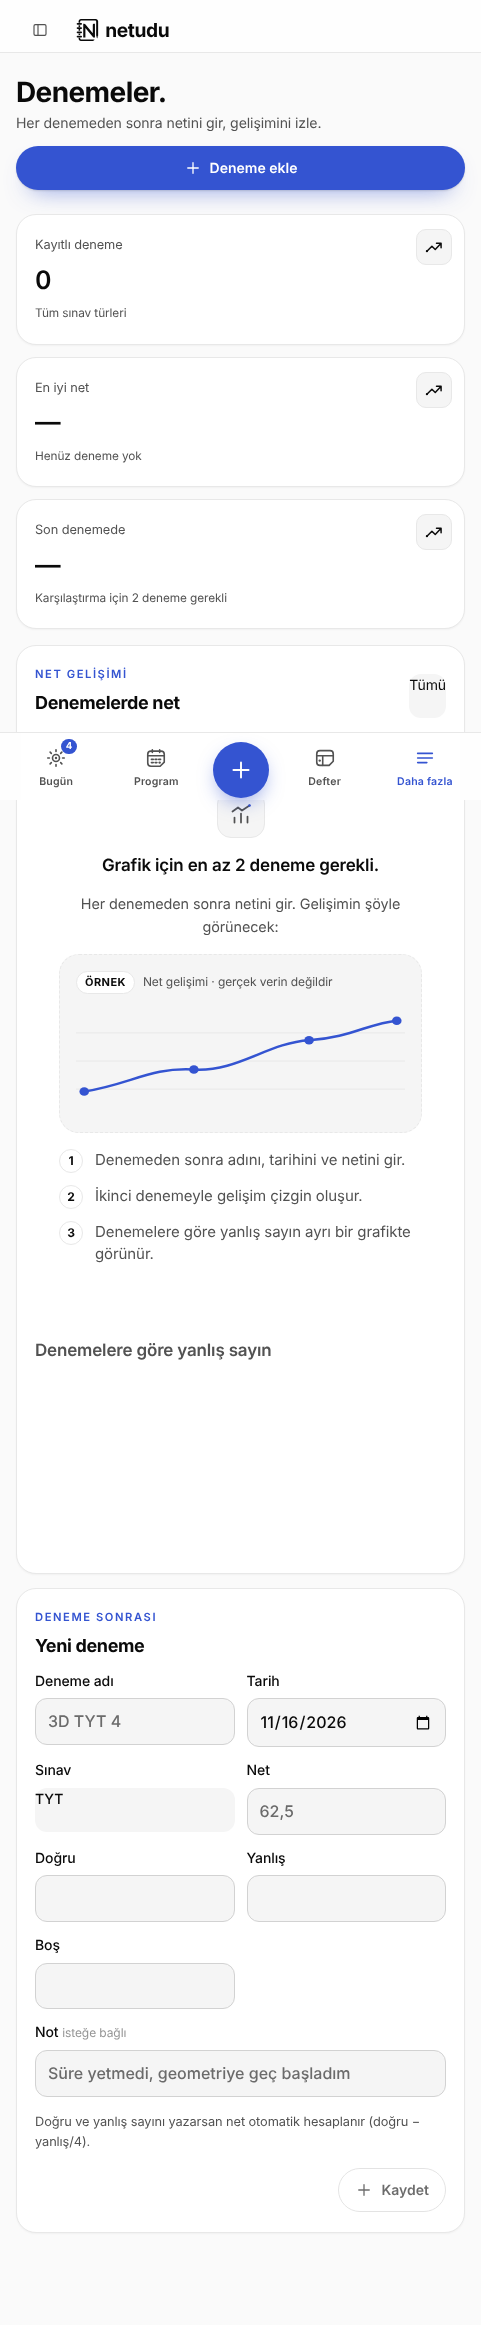 netudu
Denemeler.
Her denemeden sonra netini gir, gelişimini izle.
Deneme ekle
Kayıtlı deneme
0
Tüm sınav türleri
En iyi net
—
Henüz deneme yok
Son denemede
—
Karşılaştırma için 2 deneme gerekli
NET GELİŞİMİ
Denemelerde net
Tümü
4
Bugün
Program
Defter
Daha fazla
Grafik için en az 2 deneme gerekli.
Her denemeden sonra netini gir. Gelişimin şöyle
görünecek:
ÖRNEK Net gelişimi · gerçek verin değildir
1 Denemeden sonra adını, tarihini ve netini gir.
2 İkinci denemeyle gelişim çizgin oluşur.
3 Denemelere göre yanlış sayın ayrı bir grafikte
görünür.
Denemelere göre yanlış sayın
DENEME SONRASI
Yeni deneme
Deneme adı
Tarih
3D TYT 4
11/16/2026
Sınav
Net
TYT
62,5
Doğru
Yanlış
Boş
Not isteğe bağlı
Süre yetmedi, geometriye geç başladım
Doğru ve yanlış sayını yazarsan net otomatik hesaplanır (doğru −
yanlış/4).
Kaydet